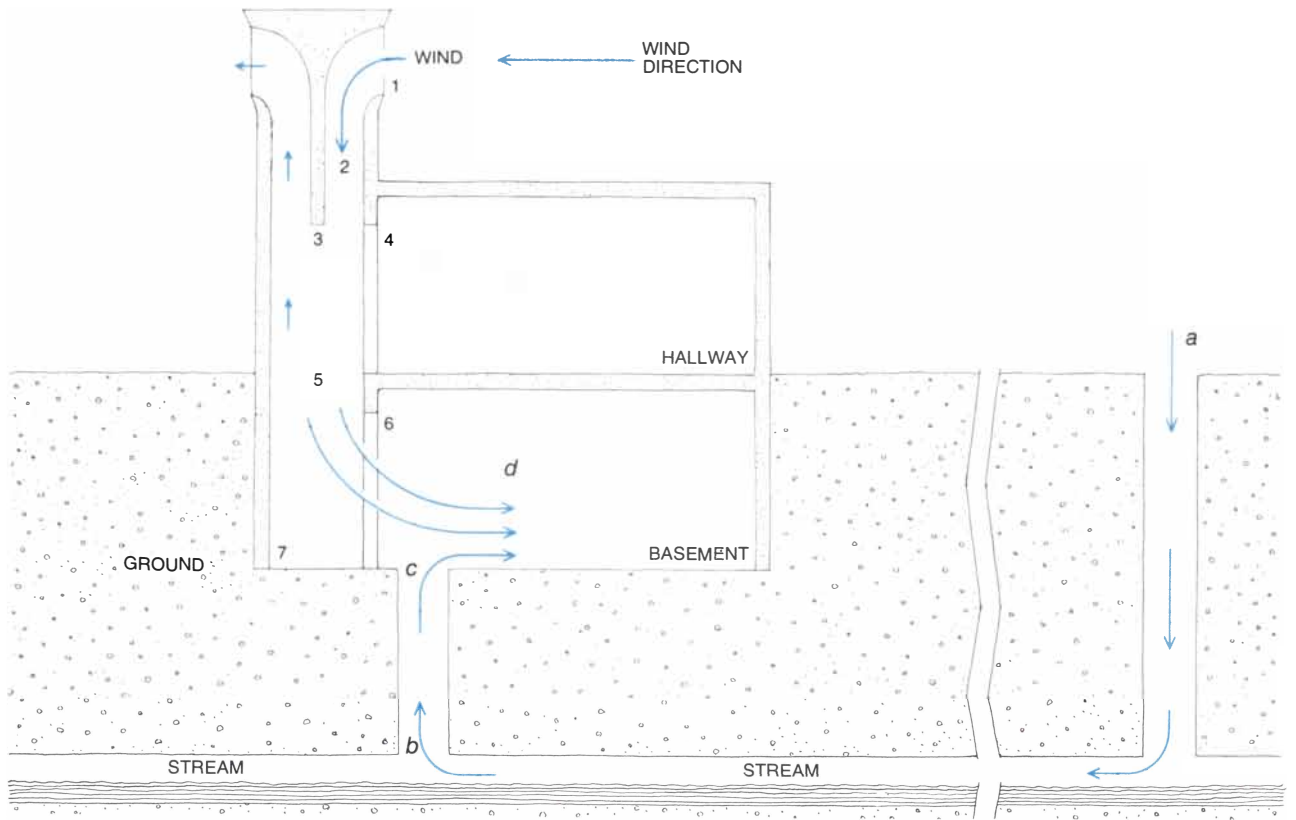 WIND
WIND
DIRECTION
1
2
3
4
HALLWAY
a
5
6
d
7
GROUND
c
BASEMENT
b
STREAM
STREAM